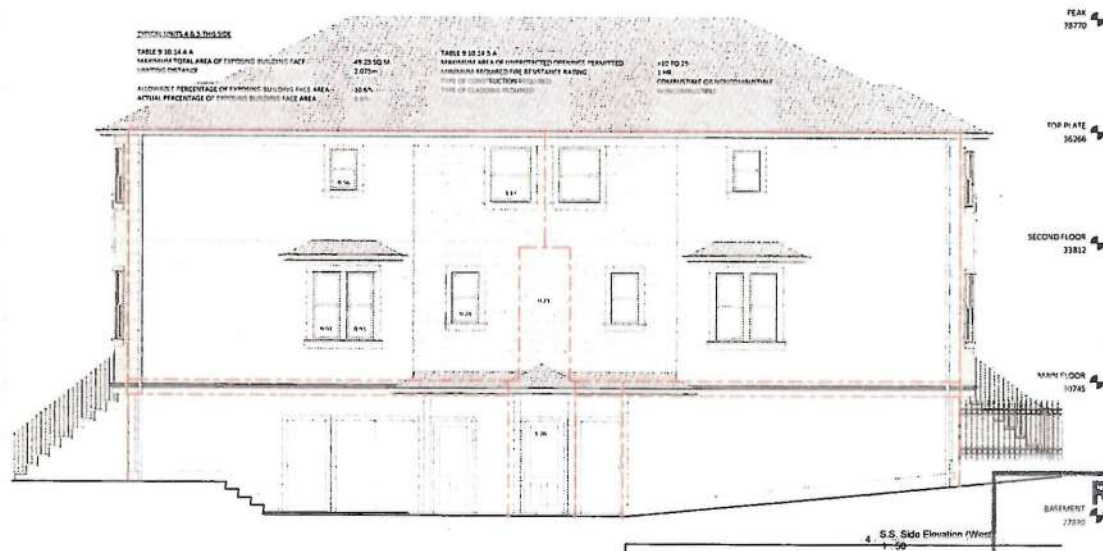 TYPICAL UNITS 4 & 5 THIS SIDE
TABLE 9.10.14.4.A
MAXIMUM TOTAL AREA OF EXPOSING BUILDING FACE 49.23 SQ M
LIMITING DISTANCE 2.075m
ALLOWABLE PERCENTAGE OF EXPOSING BUILDING FACE AREA 10.6%
ACTUAL PERCENTAGE OF EXPOSING BUILDING FACE AREA
TABLE 9.10.14.5.A
MAXIMUM AREA OF UNPROTECTED OPENINGS PERMITTED >10 TO 25
MINIMUM REQUIRED FIRE RESISTANCE RATING 1 HR
TYPE OF CONSTRUCTION REQUIRED COMBUSTIBLE OR NONCOMBUSTIBLE
TYPE OF CLADDING REQUIRED NONCOMBUSTIBLE
PEAK
TOP PLATE
36266
SECOND FLOOR
33812
MAIN FLOOR
30745
BASEMENT
4 S.S. Side Elevation (West)
1 : 50